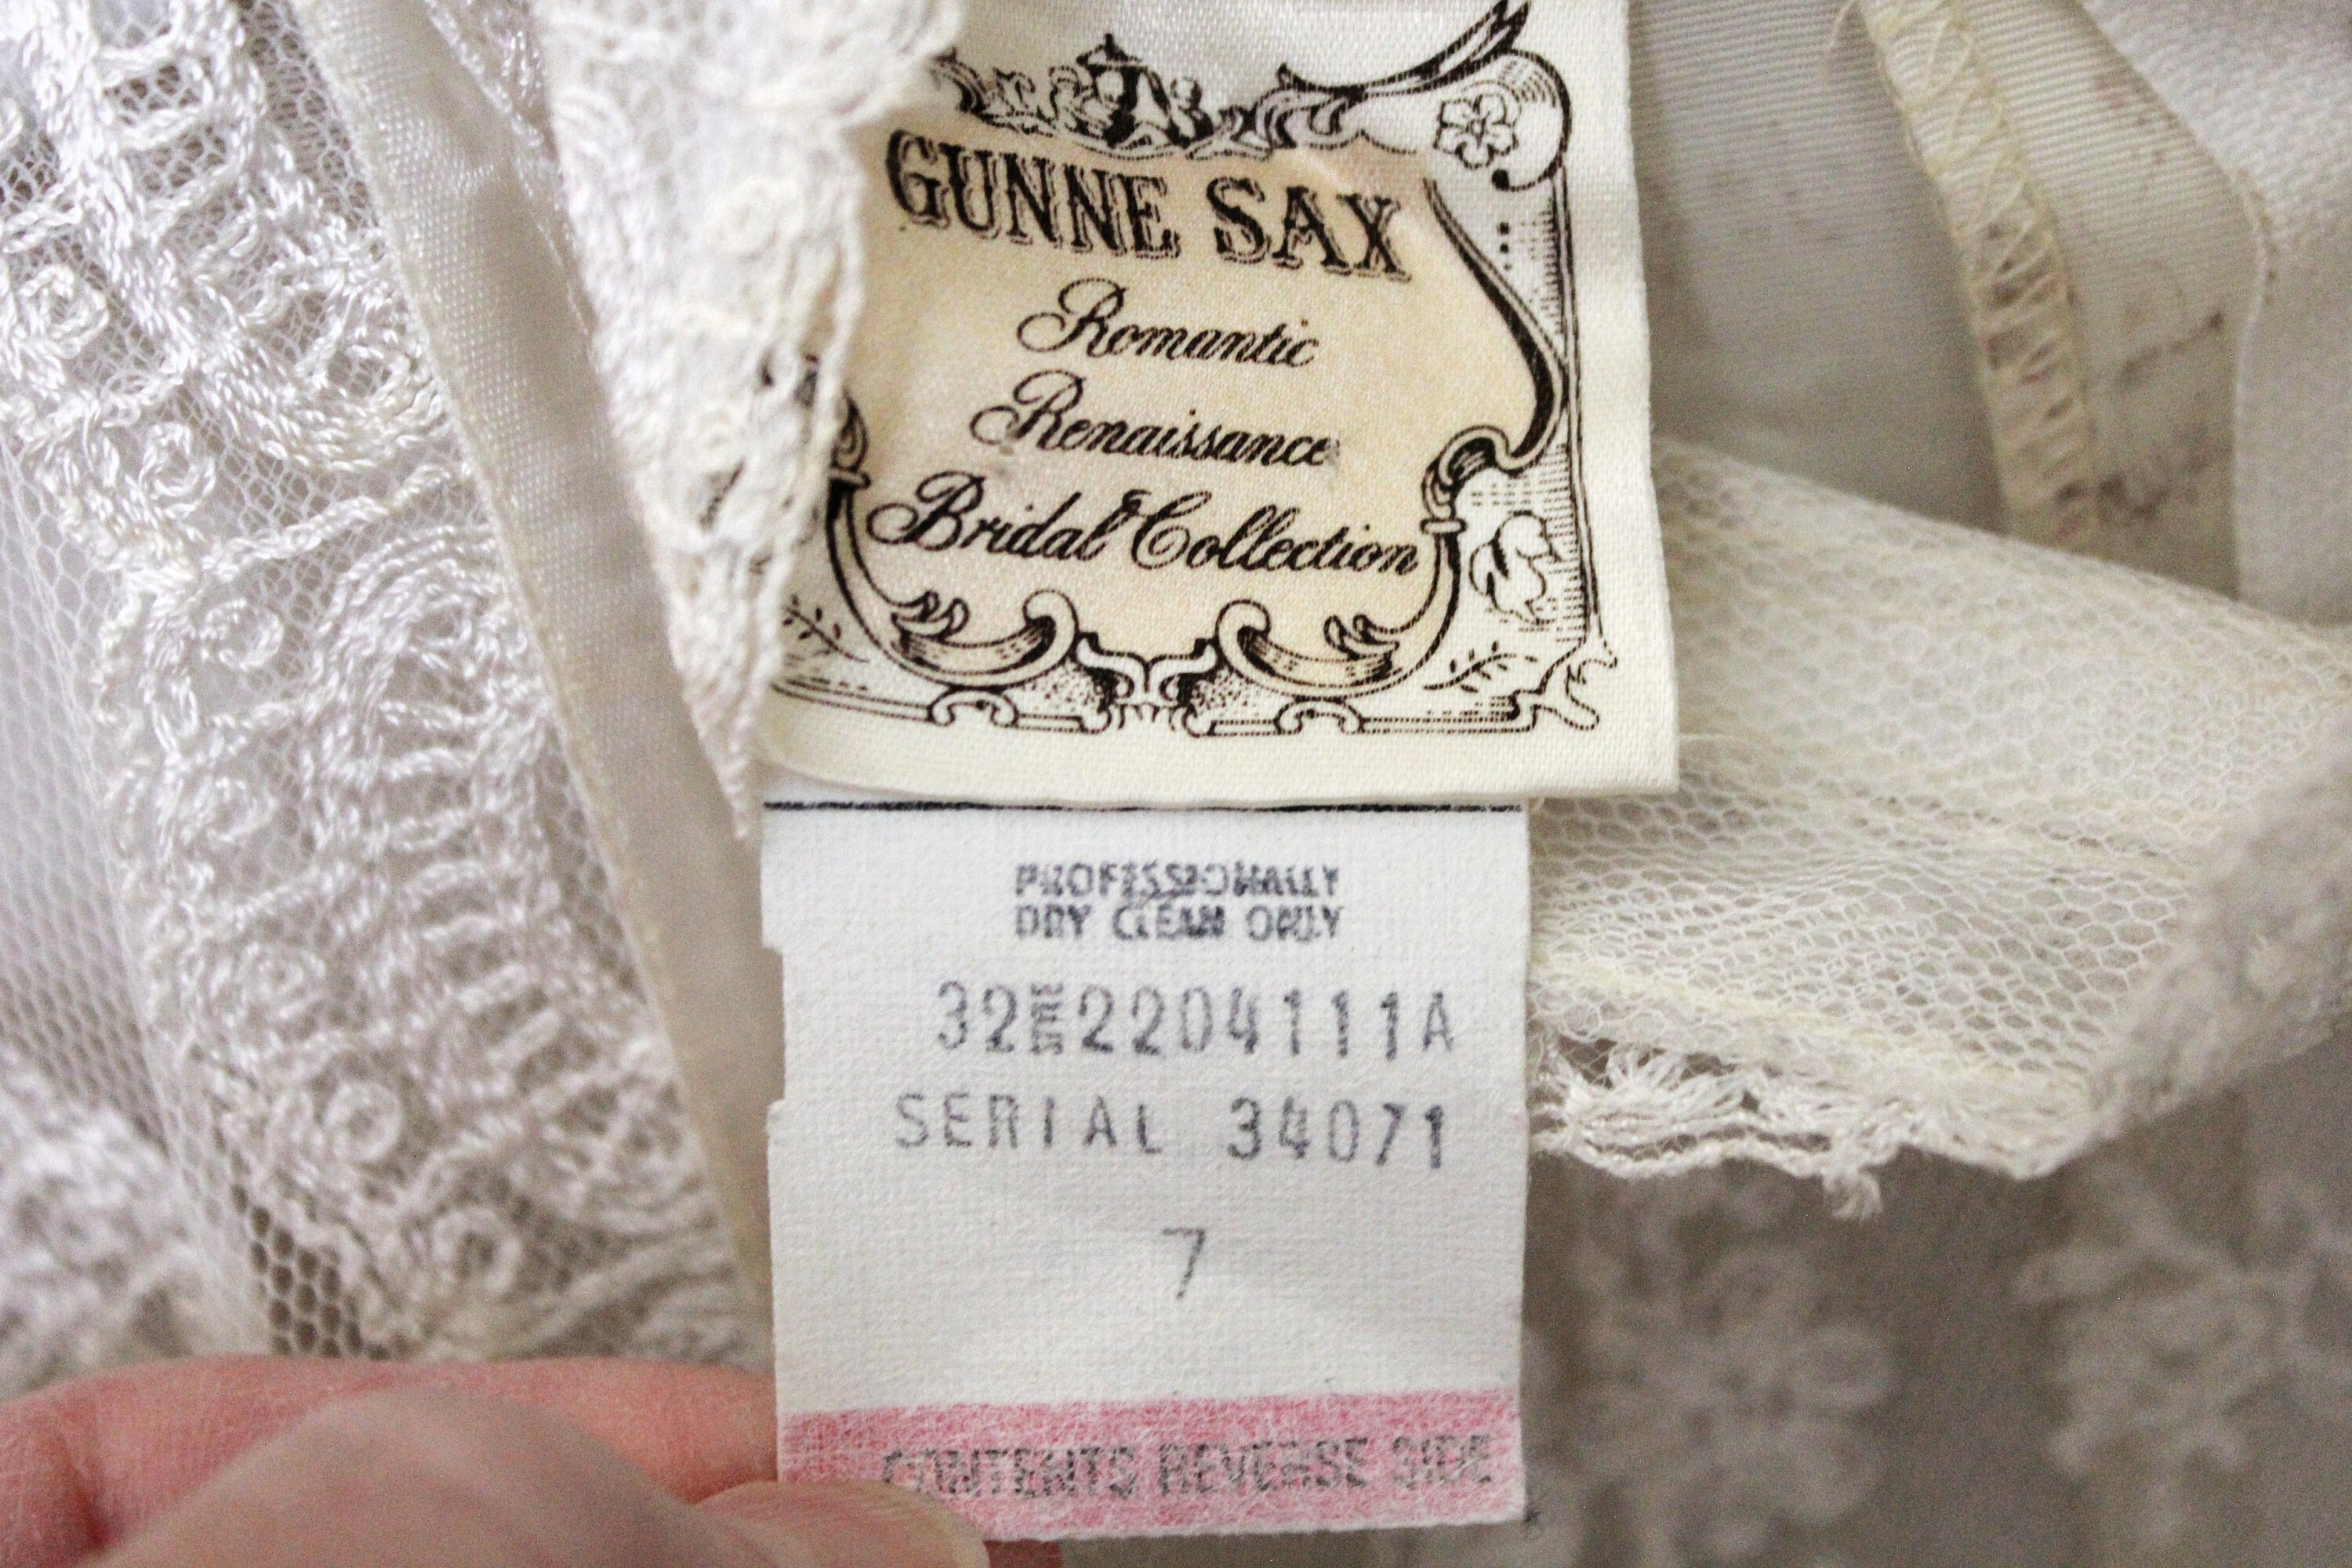 GUNNE SAX
Romantic
Renaissance
Bridal Collection
PROFESSIONALLY
DRY CLEAN ONLY
32 2204111A
SERIAL 34071
7
CONTENTS REVERSE SIDE